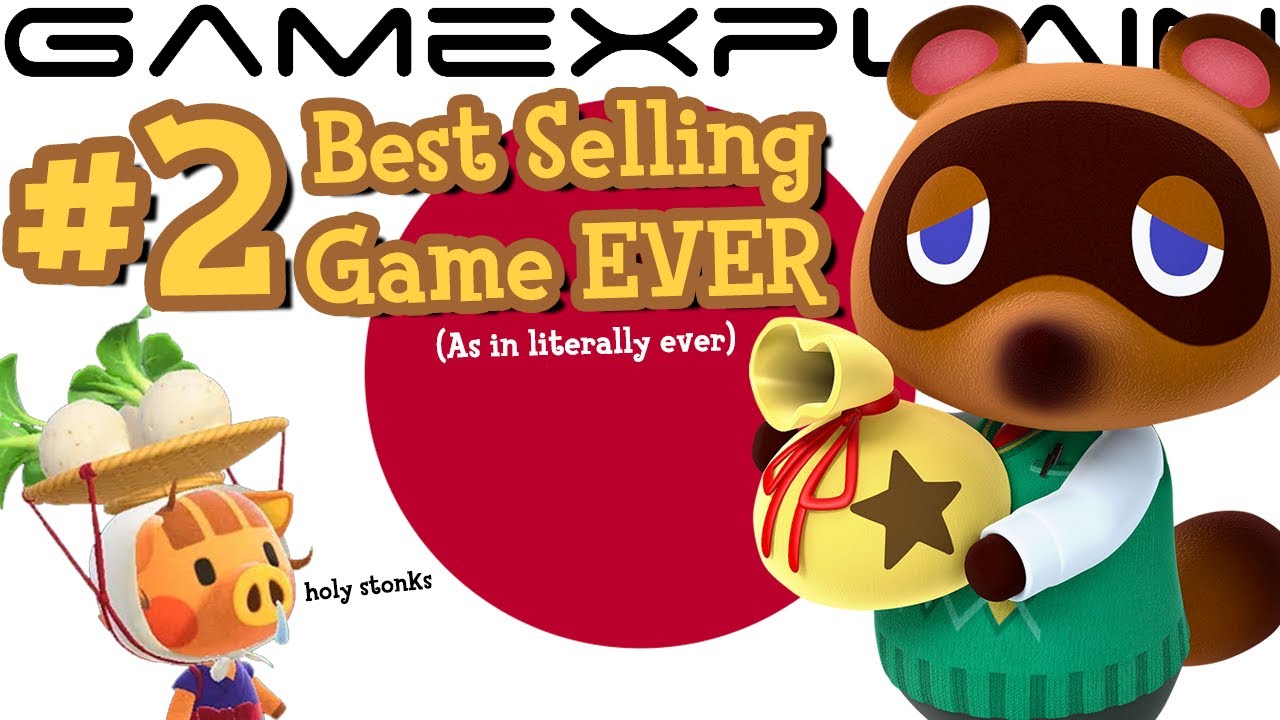 GAMEXPLAIN
#2 Best Selling
Game EVER
(As in literally ever)
holy stonks